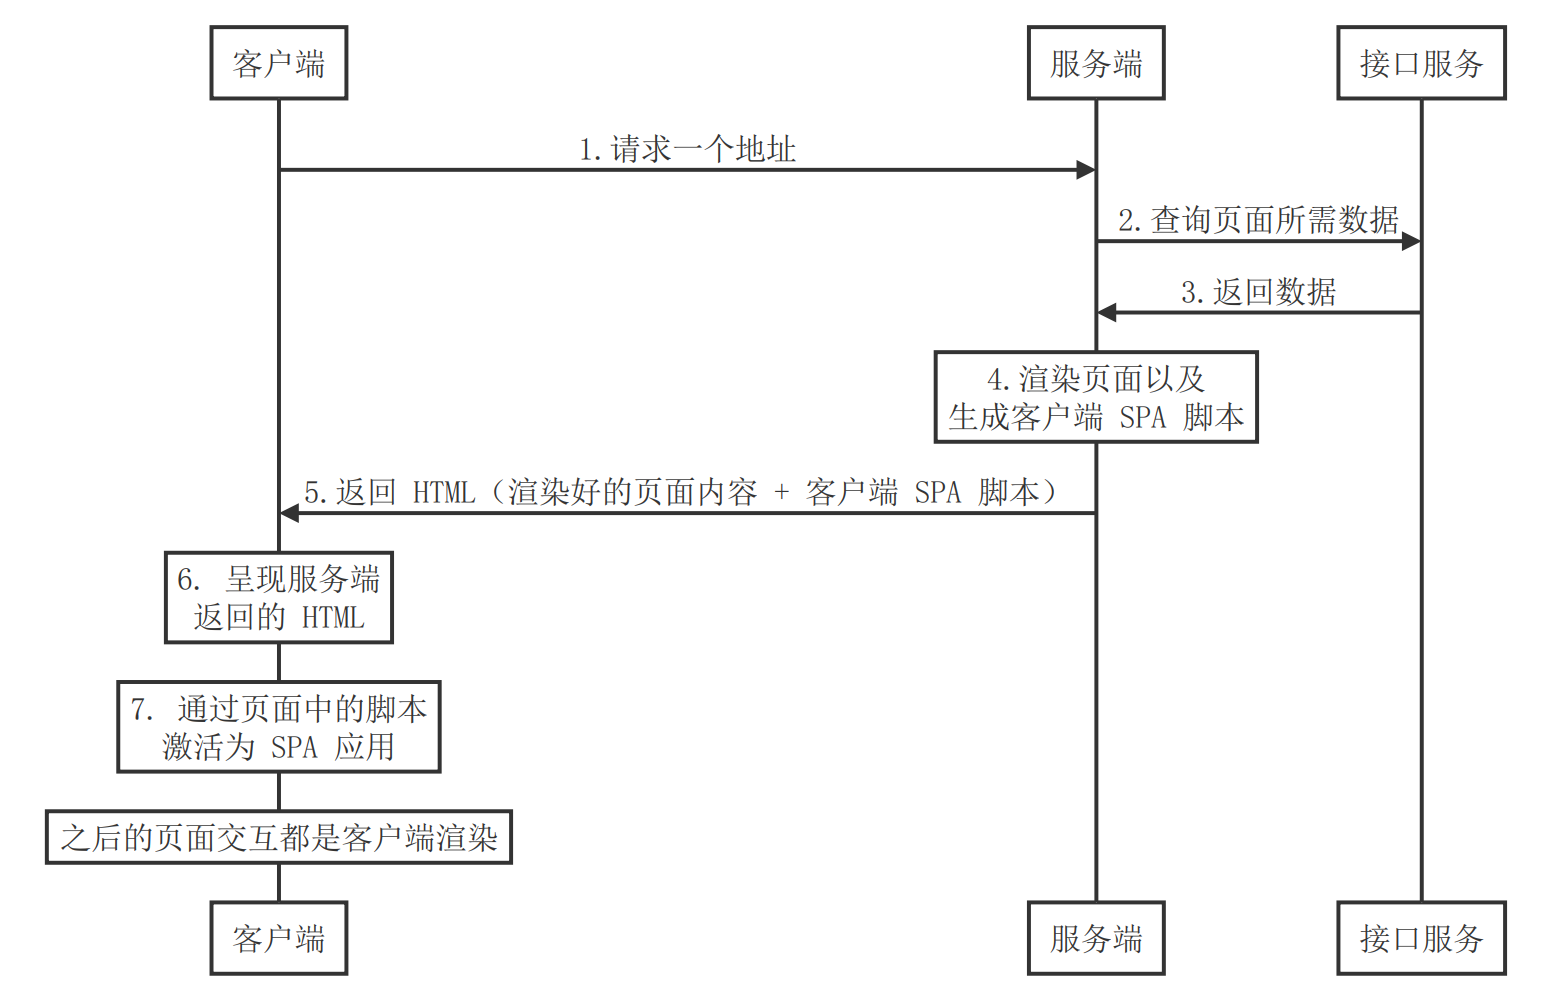 客户端
服务端
接口服务
1.请求一个地址
2.查询页面所需数据
3.返回数据
4.渲染页面以及
生成客户端 SPA 脚本
5.返回 HTML（渲染好的页面内容 + 客户端 SPA 脚本）
6. 呈现服务端
返回的 HTML
7. 通过页面中的脚本
激活为 SPA 应用
之后的页面交互都是客户端渲染
客户端
服务端
接口服务